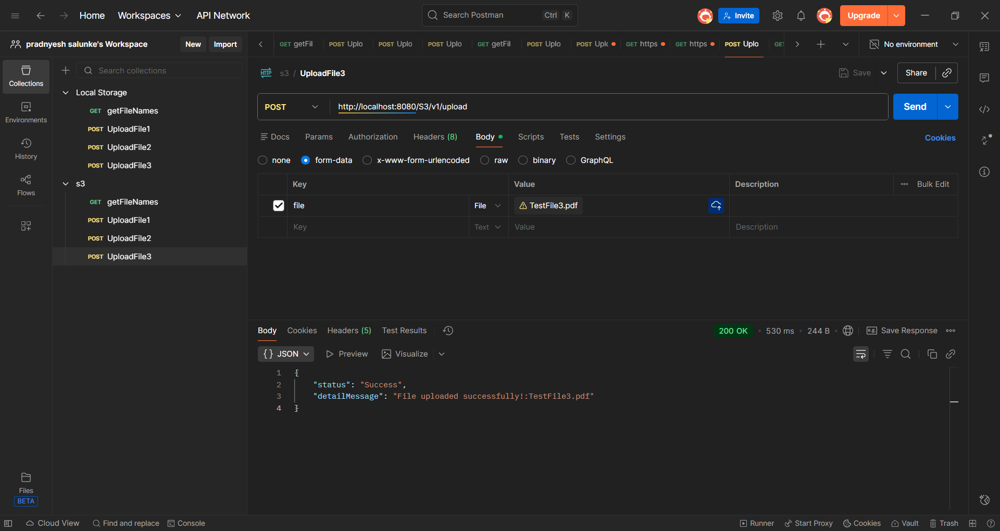 Home Workspaces API Network Search Postman Ctrl K Invite Upgrade
pradnyesh salunke's Workspace New Import
GET getFil POST Uplo POST Uplo POST Uplo GET getFil POST Uplo POST Uplo GET https GET https POST Uplo GET No environment
Collections
Environments
History
Flows
Files
BETA
Search collections
Local Storage
GET getFileNames
POST UploadFile1
POST UploadFile2
POST UploadFile3
s3
GET getFileNames
POST UploadFile1
POST UploadFile2
POST UploadFile3
HTTP s3 / UploadFile3 Save Share
POST http://localhost:8080/S3/v1/upload Send
Docs Params Authorization Headers (8) Body Scripts Tests Settings Cookies
none form-data x-www-form-urlencoded raw binary GraphQL
Key Value Description Bulk Edit
file File TestFile3.pdf
Key Text Value Description
Body Cookies Headers (5) Test Results 200 OK 530 ms 244 B e.g. Save Response
{} JSON Preview Visualize
1 {
2 "status": "Success",
3 "detailMessage": "File uploaded successfully!:TestFile3.pdf"
4 }
Cloud View Find and replace Console Runner Start Proxy Cookies Vault Trash